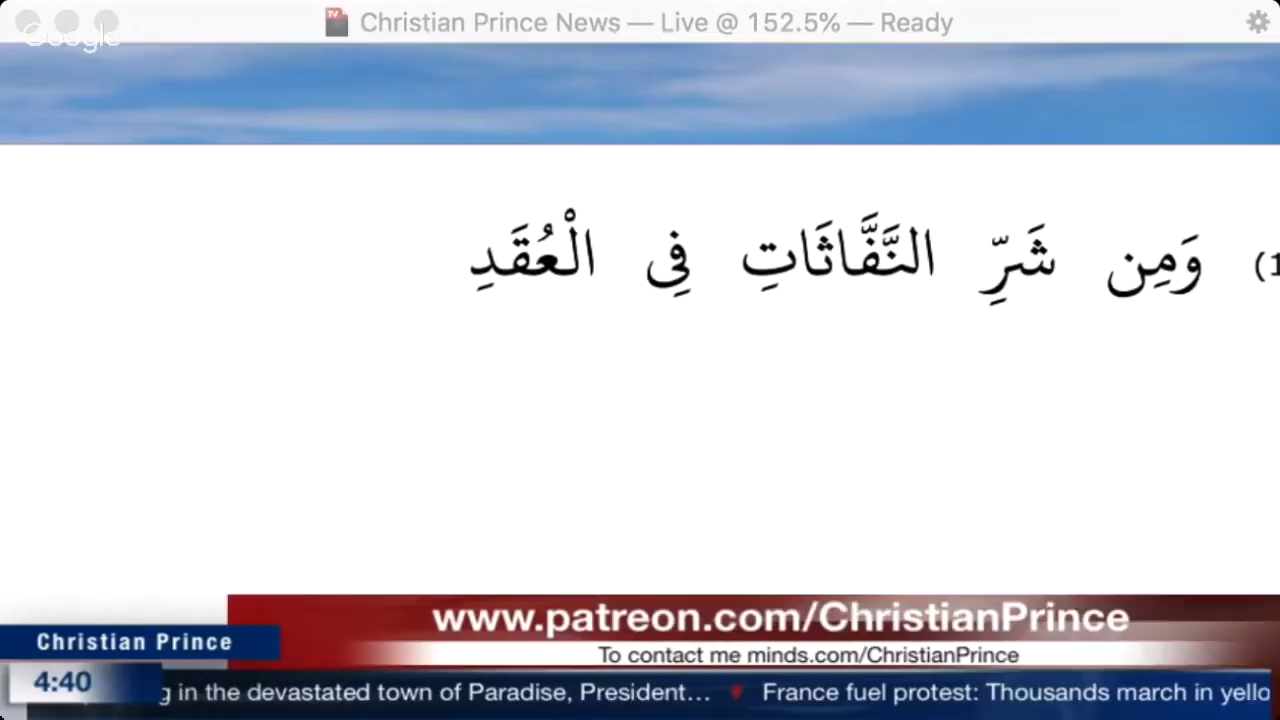 Christian Prince News — Live @ 152.5% — Ready
Google
وَمِن شَرِّ النَّفَّاثَاتِ فِى الْعُقَدِ
www.patreon.com/ChristianPrince
Christian Prince
To contact me minds.com/ChristianPrince
4:40
in the devastated town of Paradise, President... ♦ France fuel protest: Thousands march in